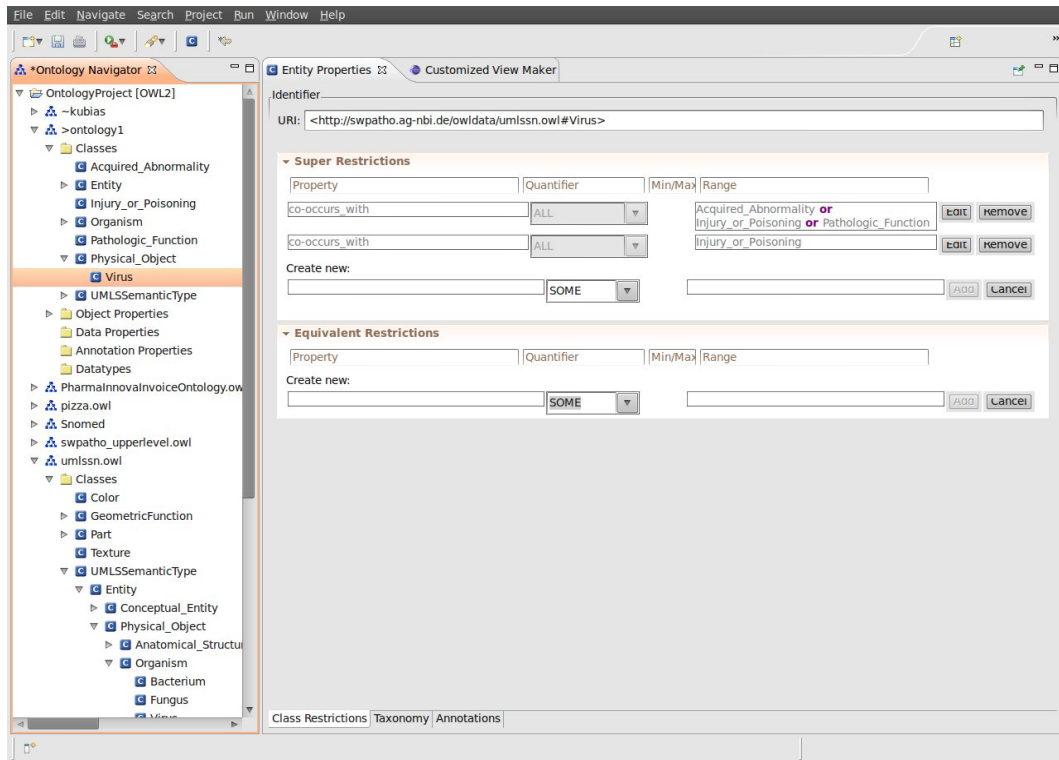 File Edit Navigate Search Project Run Window Help
*Ontology Navigator
Entity Properties
Customized View Maker
OntologyProject [OWL2]
~kubias
>ontology1
Classes
Acquired_Abnormality
Entity
Injury_or_Poisoning
Organism
Pathologic_Function
Physical_Object
Virus
UMLSSemanticType
Object Properties
Data Properties
Annotation Properties
Datatypes
PharmaInnovaInvoiceOntology.ow
pizza.owl
Snomed
swpatho_upperlevel.owl
umlssn.owl
Classes
Color
GeometricFunction
Part
Texture
UMLSSemanticType
Entity
Conceptual_Entity
Physical_Object
Anatomical_Structu
Organism
Bacterium
Fungus
Virus
Identifier
URI: <http://swpatho.ag-nbi.de/owldata/umlssn.owl#Virus>
Super Restrictions
Property Quantifier Min/Max Range
co-occurs_with ALL Acquired_Abnormality or
Injury_or_Poisoning or Pathologic_Function Edit Remove
co-occurs_with ALL Injury_or_Poisoning Edit Remove
Create new:
SOME Add Cancel
Equivalent Restrictions
Property Quantifier Min/Max Range
Create new:
SOME Add Cancel
Class Restrictions Taxonomy Annotations